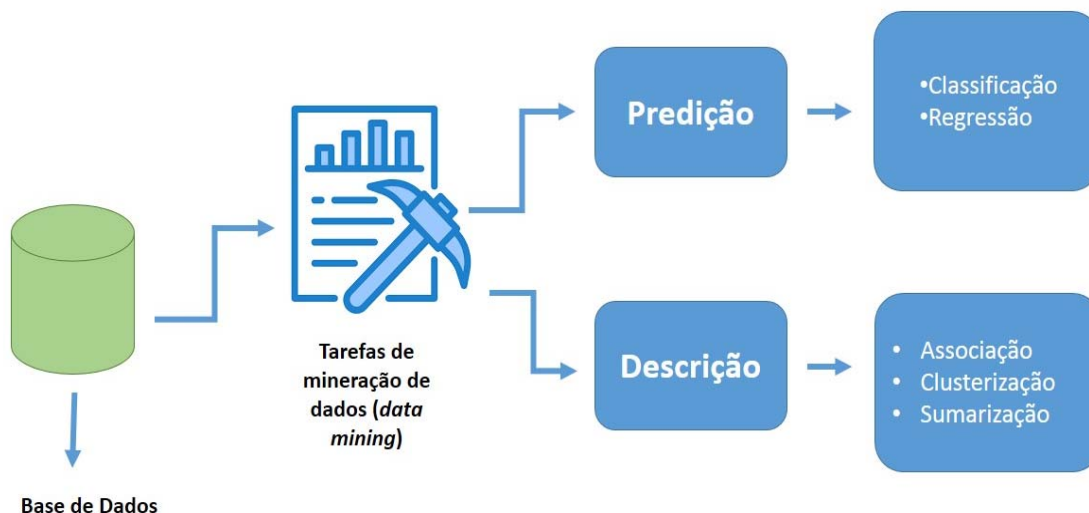 Predição
•Classificação
•Regressão
Tarefas de
mineração de
dados (data
mining)
Descrição
• Associação
• Clusterização
• Sumarização
Base de Dados